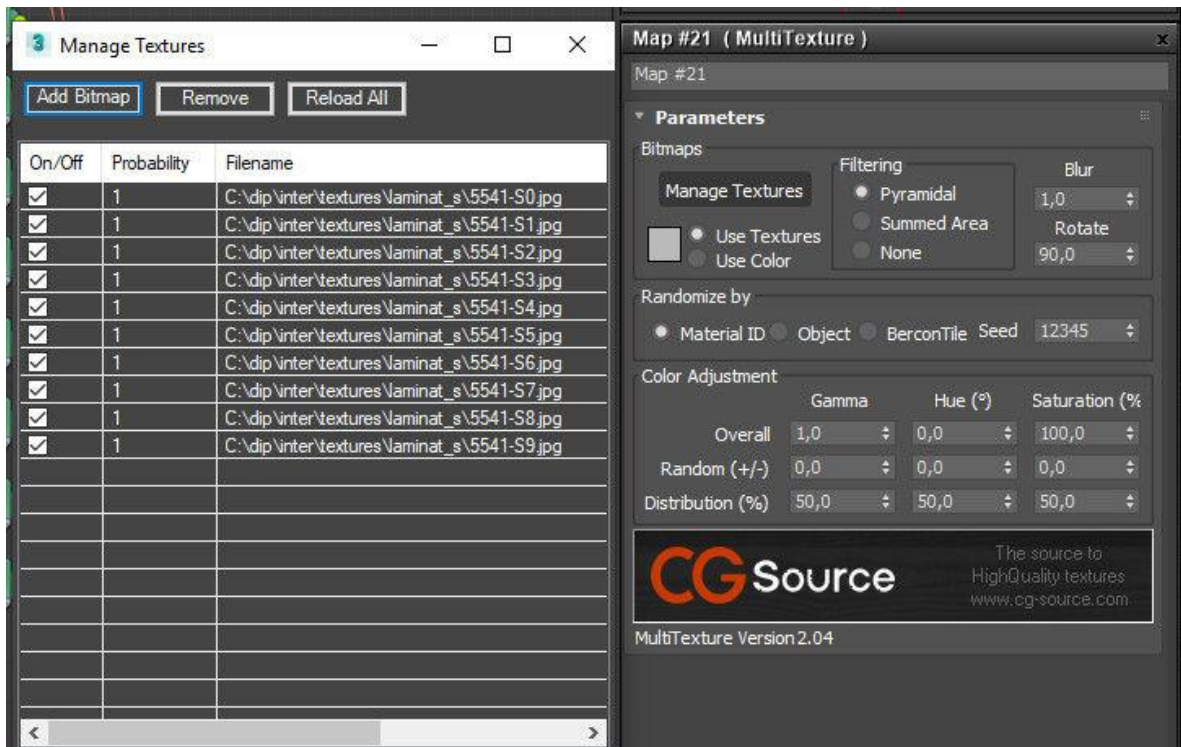 Manage Textures
Add Bitmap Remove Reload All
On/Off Probability Filename
1 C:\dip\inter\textures\laminat_s\5541-S0.jpg
1 C:\dip\inter\textures\laminat_s\5541-S1.jpg
1 C:\dip\inter\textures\laminat_s\5541-S2.jpg
1 C:\dip\inter\textures\laminat_s\5541-S3.jpg
1 C:\dip\inter\textures\laminat_s\5541-S4.jpg
1 C:\dip\inter\textures\laminat_s\5541-S5.jpg
1 C:\dip\inter\textures\laminat_s\5541-S6.jpg
1 C:\dip\inter\textures\laminat_s\5541-S7.jpg
1 C:\dip\inter\textures\laminat_s\5541-S8.jpg
1 C:\dip\inter\textures\laminat_s\5541-S9.jpg
Map #21 ( MultiTexture )
Map #21
Parameters
Bitmaps
Manage Textures
Use Textures
Use Color
Filtering
Pyramidal
Summed Area
None
Blur
1,0
Rotate
90,0
Randomize by
Material ID Object BerconTile Seed 12345
Color Adjustment
Gamma Hue (°) Saturation (%
Overall 1,0 0,0 100,0
Random (+/-) 0,0 0,0 0,0
Distribution (%) 50,0 50,0 50,0
CG Source
The source to
HighQuality textures
www.cg-source.com
MultiTexture Version 2.04